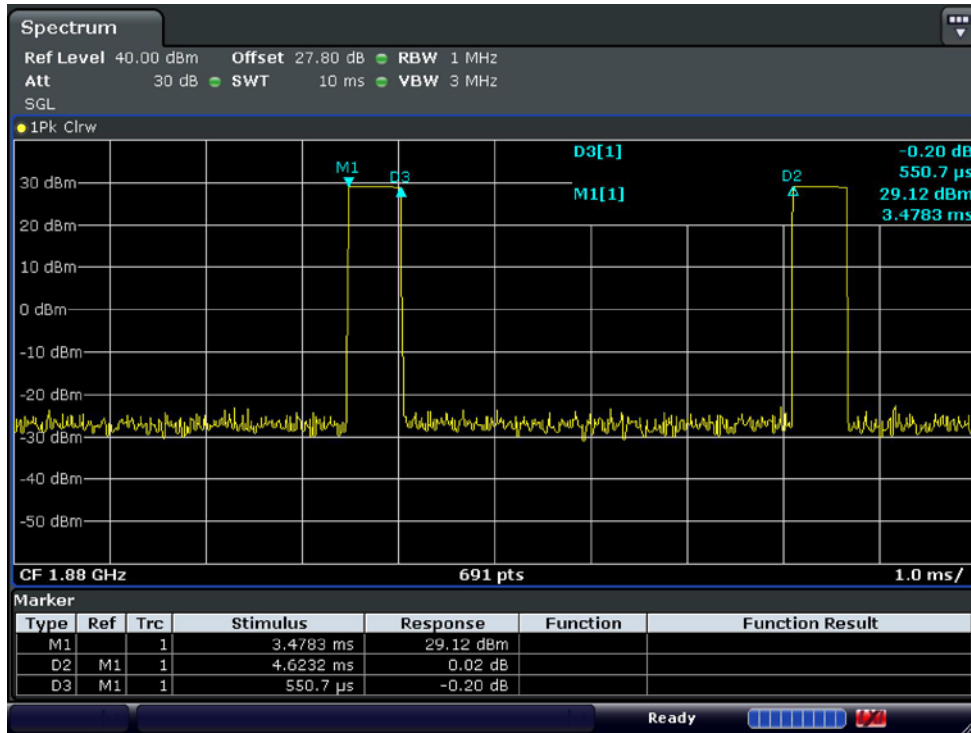 Spectrum
Ref Level 40.00 dBm Offset 27.80 dB RBW 1 MHz
Att 30 dB SWT 10 ms VBW 3 MHz
SGL
1Pk Clrw
D3[1] -0.20 dB
550.7 µs
M1[1] 29.12 dBm
3.4783 ms
M1
D3
D2
30 dBm
20 dBm
10 dBm
0 dBm
-10 dBm
-20 dBm
-30 dBm
-40 dBm
-50 dBm
CF 1.88 GHz 691 pts 1.0 ms/
Marker
Type Ref Trc Stimulus Response Function Function Result
M1 1 3.4783 ms 29.12 dBm
D2 M1 1 4.6232 ms 0.02 dB
D3 M1 1 550.7 µs -0.20 dB
Ready